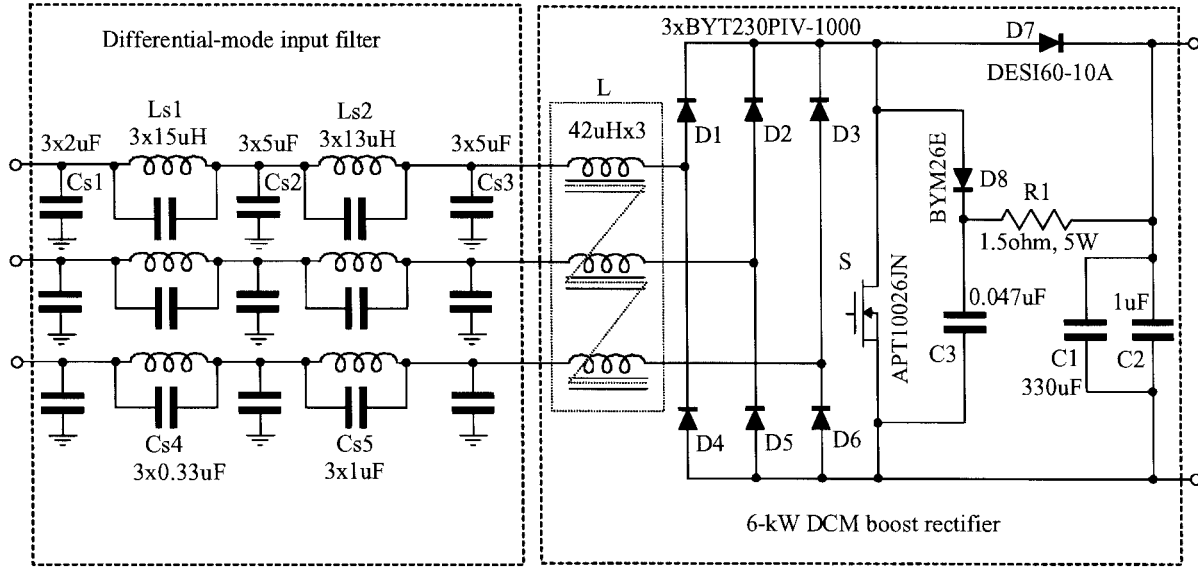 Differential-mode input filter
3xBYT230PIV-1000
D7
DESI60-10A
Ls1
3x15uH
Ls2
3x13uH
L
42uHx3
3x2uF
3x5uF
3x5uF
Cs1
Cs2
Cs3
D1
D2
D3
BYM26E
D8
R1
1.5ohm, 5W
S
APT10026JN
0.047uF
C3
1uF
C1
C2
330uF
Cs4
3x0.33uF
Cs5
3x1uF
D4
D5
D6
6-kW DCM boost rectifier